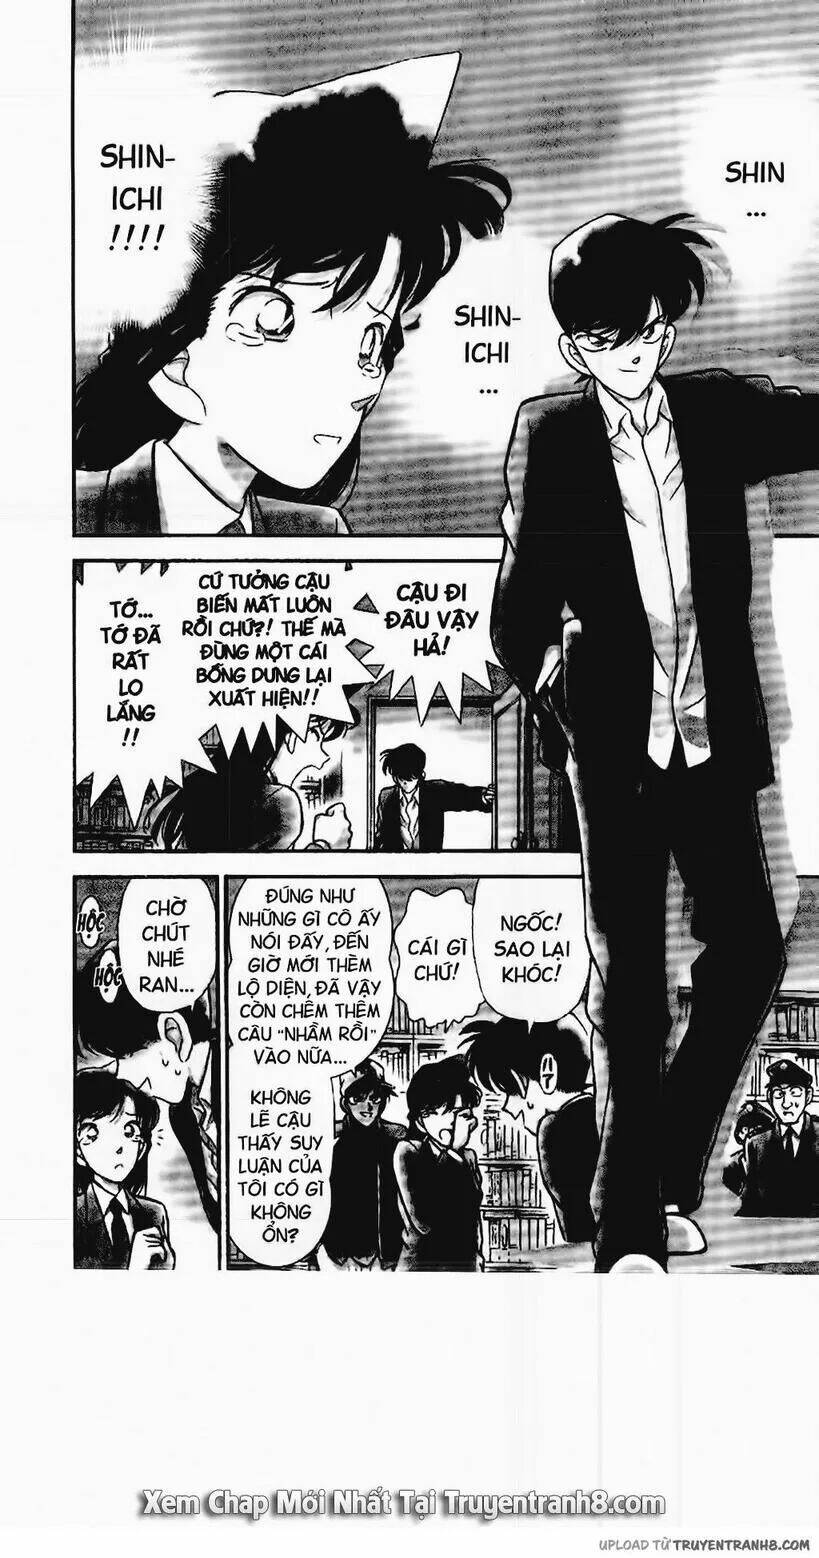 SHIN
...
SHIN-
ICHI
...
SHIN-
ICHI
!!!!
CẬU ĐI
ĐÂU VẬY
HẢ!
CỨ TƯỞNG CẬU
BIẾN MẤT LUÔN
RỒI CHỨ?! THẾ MÀ
ĐÙNG MỘT CÁI
BỖNG DƯNG LẠI
XUẤT HIỆN!!
TỚ...
TỚ ĐÃ
RẤT
LO
LẮNG
!!
NGỐC!
SAO LẠI
KHÓC!
CÁI GÌ
CHỨ!
ĐÚNG NHƯ
NHỮNG GÌ CÔ ẤY
NÓI ĐẤY, ĐẾN
GIỜ MỚI THÈM
LỘ DIỆN, ĐÃ VẬY
CÒN CHÊM THÊM
CÂU "NHẦM RỒI"
VÀO NỮA...
KHÔNG
LẼ CẬU
THẤY SUY
LUẬN CỦA
TÔI CÓ GÌ
KHÔNG
ỔN?
CHỜ
CHÚT
NHÉ
RAN...
HỘC
HỘC
Xem Chap Mới Nhất Tại Truyentranh8.com
UPLOAD TỪ TRUYENTRANH8.COM